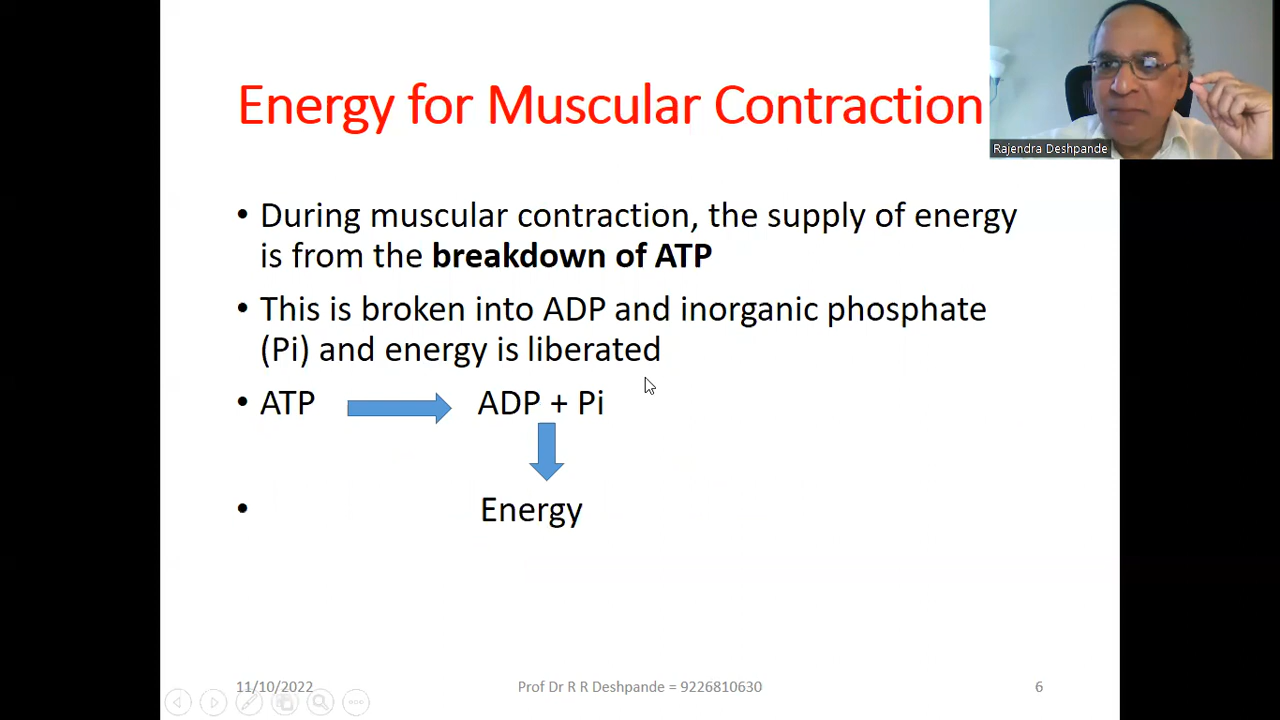 Energy for Muscular Contraction
Rajendra Deshpande
• During muscular contraction, the supply of energy
is from the breakdown of ATP
• This is broken into ADP and inorganic phosphate
(Pi) and energy is liberated
• ATP ADP + Pi
• Energy
11/10/2022 Prof Dr R R Deshpande = 9226810630 6